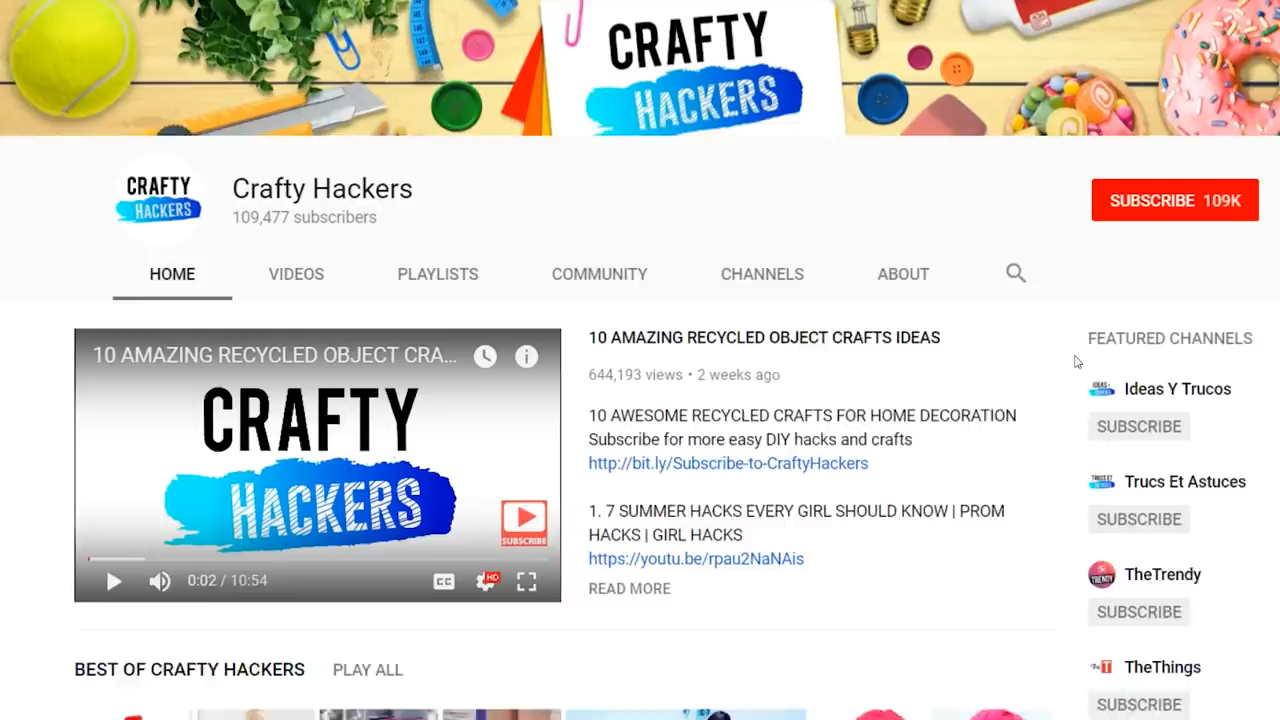 CRAFTY
HACKERS
CRAFTY
HACKERS
Crafty Hackers
109,477 subscribers
SUBSCRIBE 109K
HOME VIDEOS PLAYLISTS COMMUNITY CHANNELS ABOUT
10 AMAZING RECYCLED OBJECT CRA...
CRAFTY
HACKERS
SUBSCRIBE
0:02 / 10:54
CC
HD
10 AMAZING RECYCLED OBJECT CRAFTS IDEAS
644,193 views • 2 weeks ago
10 AWESOME RECYCLED CRAFTS FOR HOME DECORATION
Subscribe for more easy DIY hacks and crafts
http://bit.ly/Subscribe-to-CraftyHackers
1. 7 SUMMER HACKS EVERY GIRL SHOULD KNOW | PROM
HACKS | GIRL HACKS
https://youtu.be/rpau2NaNAis
READ MORE
FEATURED CHANNELS
Ideas Y Trucos
SUBSCRIBE
Trucs Et Astuces
SUBSCRIBE
TRENDY
TheTrendy
SUBSCRIBE
TheThings
SUBSCRIBE
BEST OF CRAFTY HACKERS PLAY ALL